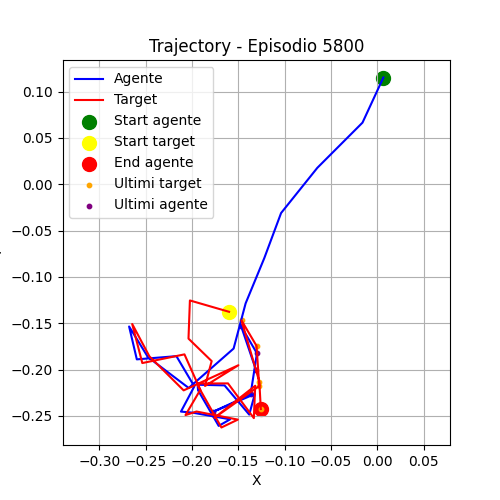 Trajectory - Episodio 5800
Agente
Target
Start agente
Start target
End agente
Ultimi target
Ultimi agente
0.10
0.05
0.00
−0.05
−0.10
−0.15
−0.20
−0.25
−0.30 −0.25 −0.20 −0.15 −0.10 −0.05 0.00 0.05
X